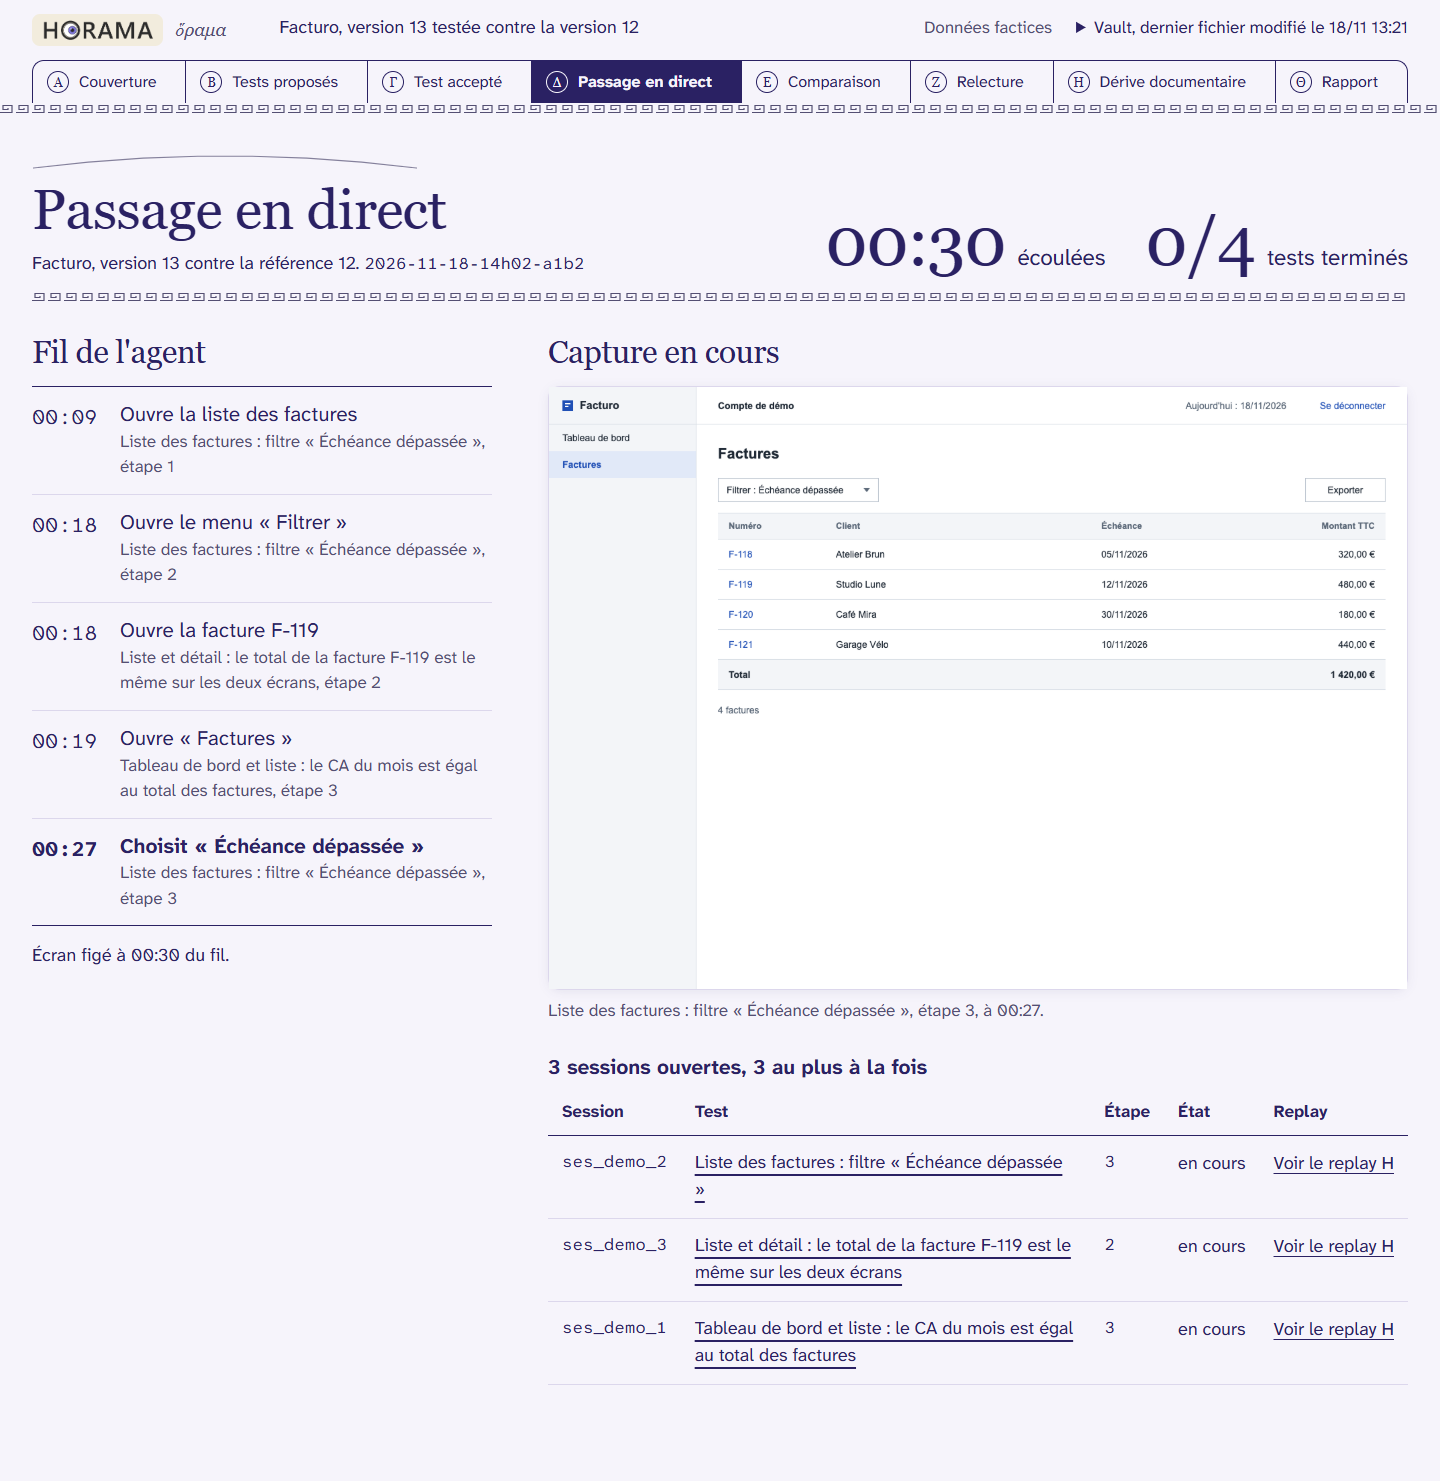 HORAMA
ὅραμα
Facturo, version 13 testée contre la version 12
Données factices
▶ Vault, dernier fichier modifié le 18/11 13:21
Α Couverture
Β Tests proposés
Γ Test accepté
Δ Passage en direct
Ε Comparaison
Ζ Relecture
Η Dérive documentaire
Θ Rapport
Passage en direct
Facturo, version 13 contre la référence 12. 2026-11-18-14h02-a1b2
00:30 écoulées
0/4 tests terminés
Fil de l'agent
00:09 Ouvre la liste des factures
Liste des factures : filtre « Échéance dépassée »,
étape 1
00:18 Ouvre le menu « Filtrer »
Liste des factures : filtre « Échéance dépassée »,
étape 2
00:18 Ouvre la facture F-119
Liste et détail : le total de la facture F-119 est le
même sur les deux écrans, étape 2
00:19 Ouvre « Factures »
Tableau de bord et liste : le CA du mois est égal
au total des factures, étape 3
00:27 Choisit « Échéance dépassée »
Liste des factures : filtre « Échéance dépassée »,
étape 3
Écran figé à 00:30 du fil.
Capture en cours
Facturo
Compte de démo
Aujourd'hui : 18/11/2026
Se déconnecter
Tableau de bord
Factures
Factures
Filtrer : Échéance dépassée
Exporter
Numéro Client Échéance Montant TTC
F-118 Atelier Brun 05/11/2026 320,00 €
F-119 Studio Lune 12/11/2026 480,00 €
F-120 Café Mira 30/11/2026 180,00 €
F-121 Garage Vélo 10/11/2026 440,00 €
Total 1 420,00 €
4 factures
Liste des factures : filtre « Échéance dépassée », étape 3, à 00:27.
3 sessions ouvertes, 3 au plus à la fois
Session Test Étape État Replay
ses_demo_2 Liste des factures : filtre « Échéance dépassée 3 en cours Voir le replay H
»
ses_demo_3 Liste et détail : le total de la facture F-119 est le 2 en cours Voir le replay H
même sur les deux écrans
ses_demo_1 Tableau de bord et liste : le CA du mois est égal 3 en cours Voir le replay H
au total des factures